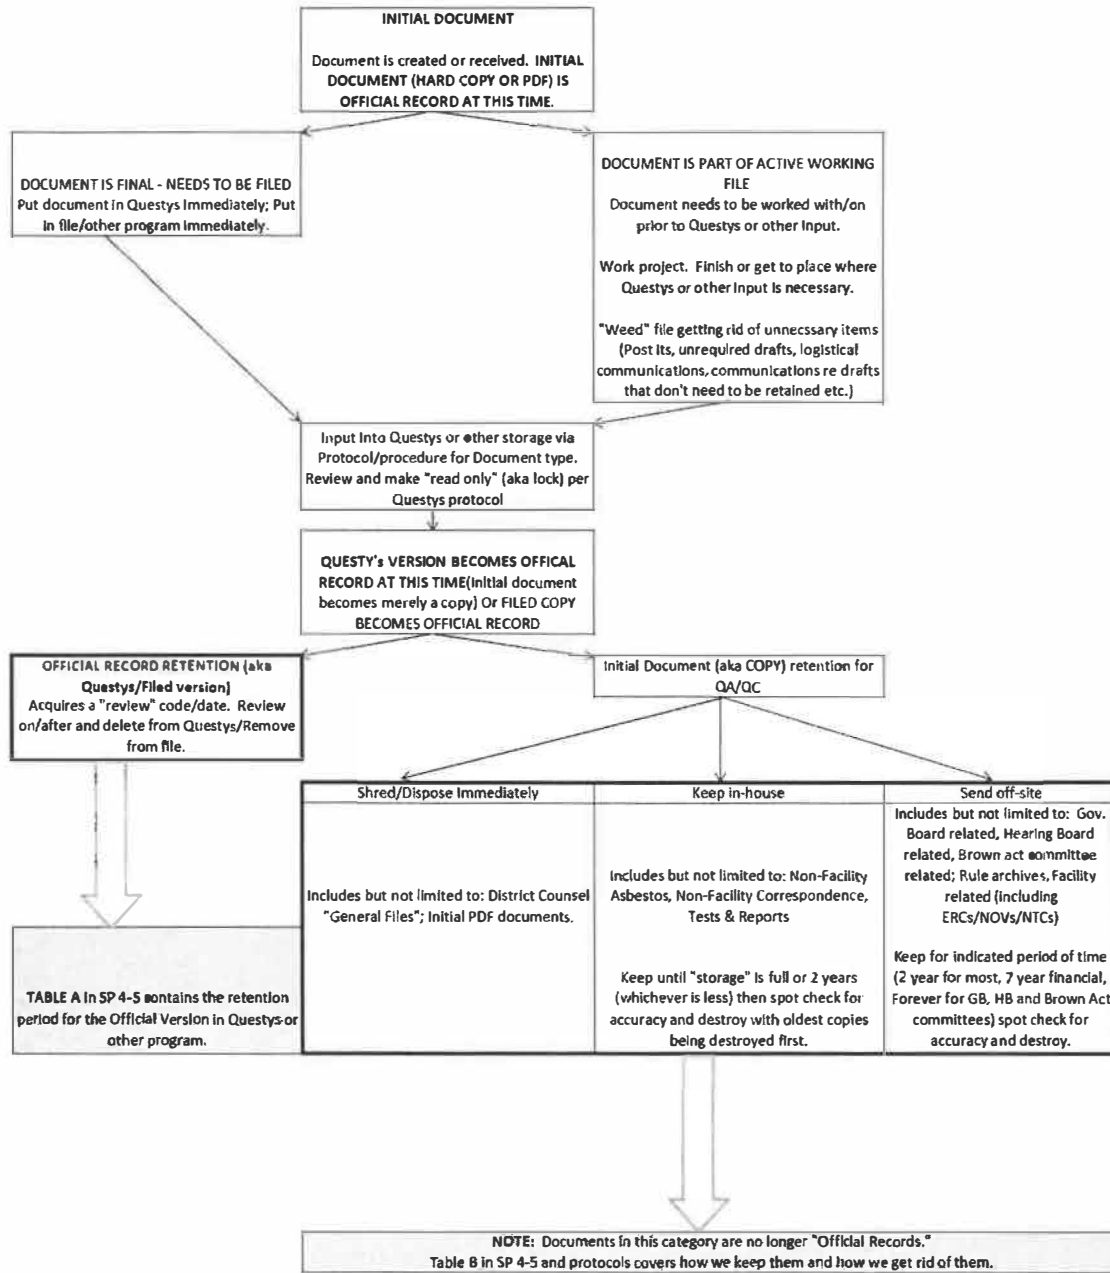 INITIAL DOCUMENT
Document is created or received. INITIAL
DOCUMENT (HARD COPY OR PDF) IS
OFFICIAL RECORD AT THIS TIME.
DOCUMENT IS FINAL - NEEDS TO BE FILED
Put document in Questys Immediately; Put
in file/other program immediately.
DOCUMENT IS PART OF ACTIVE WORKING
FILE
Document needs to be worked with/on
prior to Questys or other Input.
Work project. Finish or get to place where
Questys or other Input is necessary.
"Weed" file getting rid of unnecssary items
(Post its, unrequired drafts, logistical
communications, communications re drafts
that don't need to be retained etc.)
Input Into Questys or other storage via
Protocol/procedure for Document type.
Review and make "read only" (aka lock) per
Questys protocol
QUESTY's VERSION BECOMES OFFICAL
RECORD AT THIS TIME(Initial document
becomes merely a copy) Or FILED COPY
BECOMES OFFICIAL RECORD
OFFICIAL RECORD RETENTION (aka
Questys/Filed version)
Acquires a "review" code/date. Review
on/after and delete from Questys/Remove
from file.
Initial Document (aka COPY) retention for
QA/QC
Shred/Dispose Immediately
Includes but not limited to: District Counsel
"General Files"; Initial PDF documents.
Keep in-house
Includes but not limited to: Non-Facility
Asbestos, Non-Facility Correspondence,
Tests & Reports
Keep until "storage" is full or 2 years
(whichever is less) then spot check for
accuracy and destroy with oldest copies
being destroyed first.
Send off-site
Includes but not limited to: Gov.
Board related, Hearing Board
related, Brown act committee
related; Rule archives, Facility
related (including
ERCs/NOVs/NTCs)
Keep for indicated period of time
(2 year for most, 7 year financial,
Forever for GB, HB and Brown Act
committees) spot check for
accuracy and destroy.
TABLE A in SP 4-5 contains the retention
period for the Official Version in Questys or
other program.
NOTE: Documents in this category are no longer "Official Records."
Table B in SP 4-5 and protocols covers how we keep them and how we get rid of them.